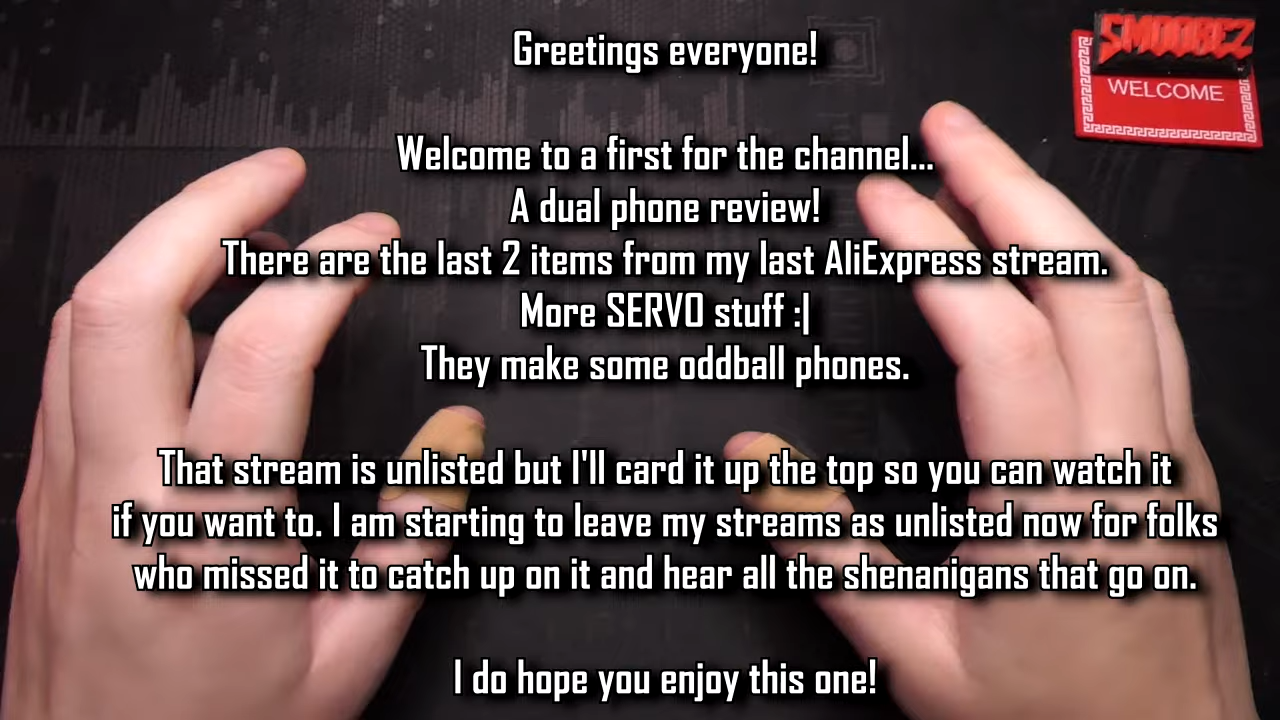 SMOOREZ
WELCOME
Greetings everyone!
Welcome to a first for the channel...
A dual phone review!
There are the last 2 items from my last AliExpress stream.
More SERVO stuff :|
They make some oddball phones.
That stream is unlisted but I'll card it up the top so you can watch it
if you want to. I am starting to leave my streams as unlisted now for folks
who missed it to catch up on it and hear all the shenanigans that go on.
I do hope you enjoy this one!